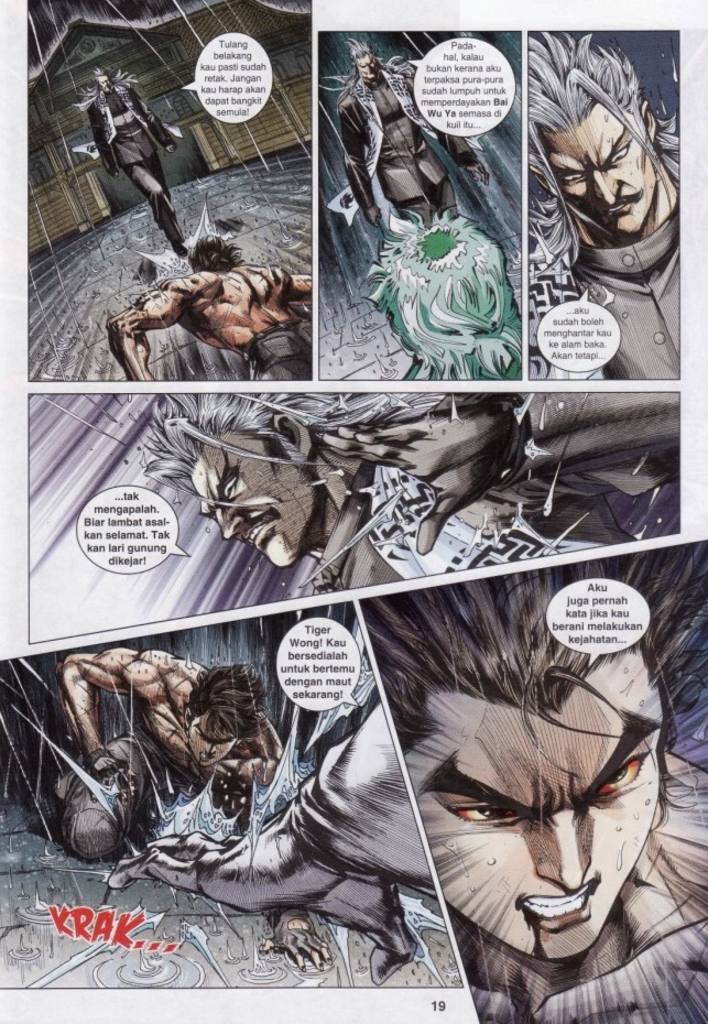 Tulang
belakang
kau pasti sudah
retak. Jangan
kau harap akan
dapat bangkit
semula!
Pada-
hal, kalau
bukan kerana aku
terpaksa pura-pura
sudah lumpuh untuk
memperdayakan Bai
Wu Ya semasa di
kuil itu...
...aku
sudah boleh
menghantar kau
ke alam baka.
Akan tetapi...
...tak
mengapalah.
Biar lambat asal-
kan selamat. Tak
kan lari gunung
dikejar!
Tiger
Wong! Kau
bersedialah
untuk bertemu
dengan maut
sekarang!
Aku
juga pernah
kata jika kau
berani melakukan
kejahatan...
KRAK...
19